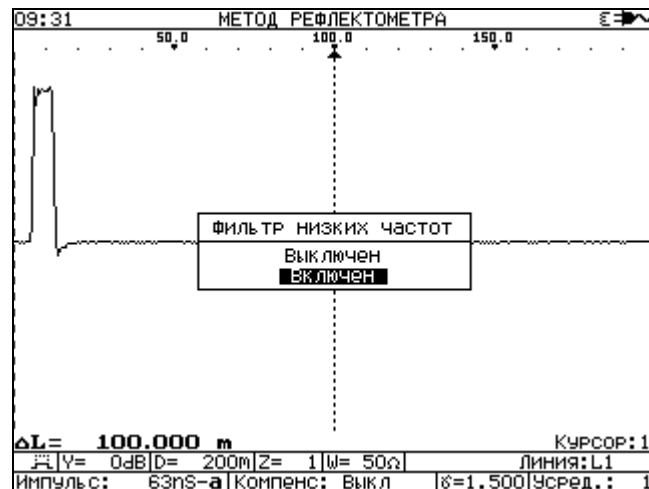 09:31 МЕТОД РЕФЛЕКТОМЕТРА
50.0 100.0 150.0
Фильтр низких частот
Выключен
Включен
ΔL= 100.000 m Курсор:1
Y= 0dB D= 200m Z= 1 W= 50Ω Линия:L1
Импульс: 63nS-a Компенс: Выкл ४=1.500 Усред.: 1